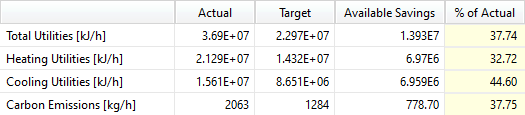 Actual Target Available Savings % of Actual
Total Utilities [kJ/h] 3.69E+07 2.297E+07 1.393E7 37.74
Heating Utilities [kJ/h] 2.129E+07 1.432E+07 6.97E6 32.72
Cooling Utilities [kJ/h] 1.561E+07 8.651E+06 6.959E6 44.60
Carbon Emissions [kg/h] 2063 1284 778.70 37.75